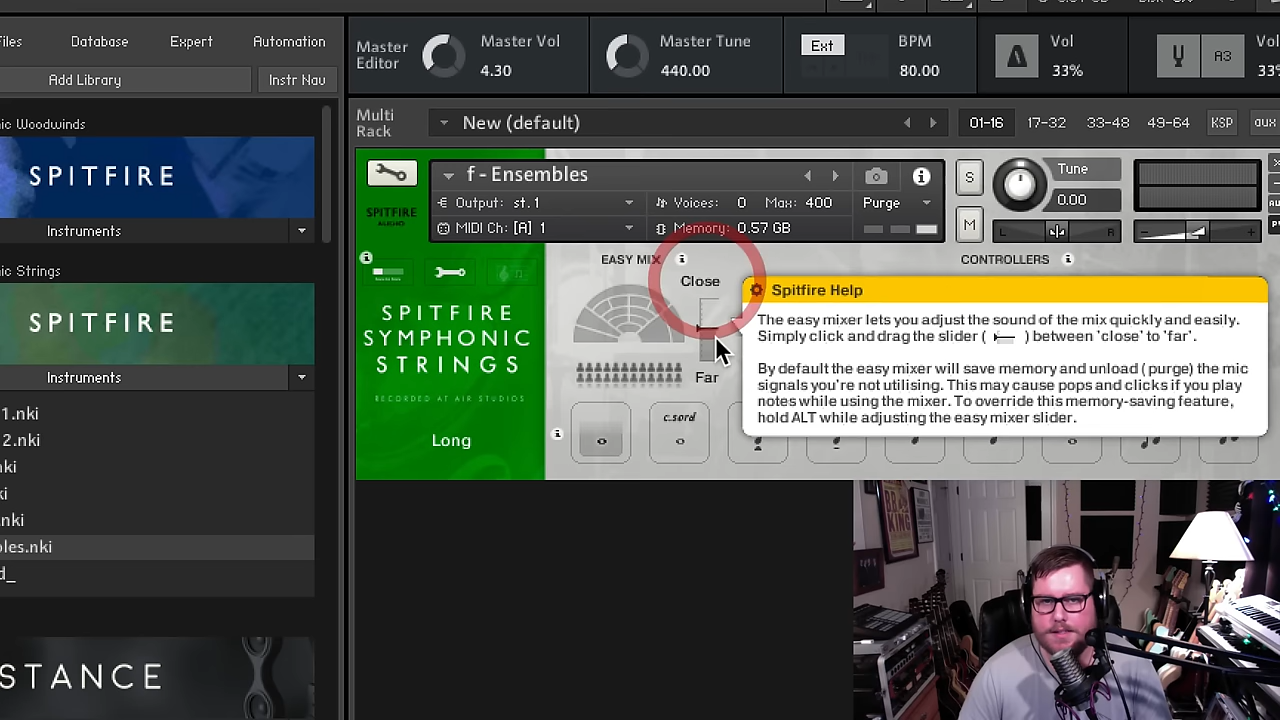 Files Database Expert Automation
Add Library Instr Nav
Master Editor
Master Vol
4.30
Master Tune
440.00
Ext
BPM
80.00
Vol
33%
A3
Multi Rack
New (default)
01-16 17-32 33-48 49-64 KSP aux
ic Woodwinds
SPITFIRE
Instruments
ic Strings
SPITFIRE
Instruments
1.nki
2.nki
STANCE
SPITFIRE AUDIO
f - Ensembles
Output: st. 1 Voices: 0 Max: 400 Purge
MIDI Ch: [A] 1 Memory: 0.57 GB
S
M
Tune
0.00
L R
- +
SPITFIRE
SYMPHONIC
STRINGS
RECORDED AT AIR STUDIOS
Long
EASY MIX
Close
Far
CONTROLLERS
c.sord
Spitfire Help
The easy mixer lets you adjust the sound of the mix quickly and easily.
Simply click and drag the slider ( ) between 'close' to 'far'.
By default the easy mixer will save memory and unload ( purge) the mic
signals you're not utilising. This may cause pops and clicks if you play
notes while using the mixer. To override this memory-saving feature,
hold ALT while adjusting the easy mixer slider.